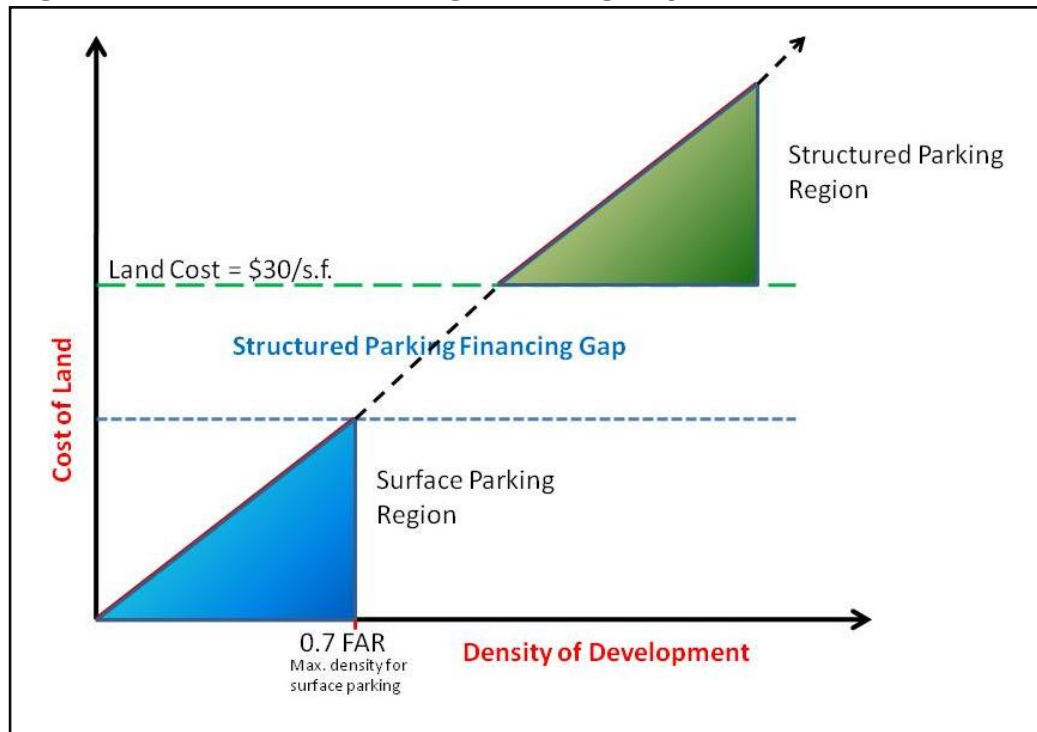 Structured Parking
Region
Land Cost = $30/s.f.
Structured Parking Financing Gap
Cost of Land
Surface Parking
Region
0.7 FAR
Max. density for
surface parking
Density of Development